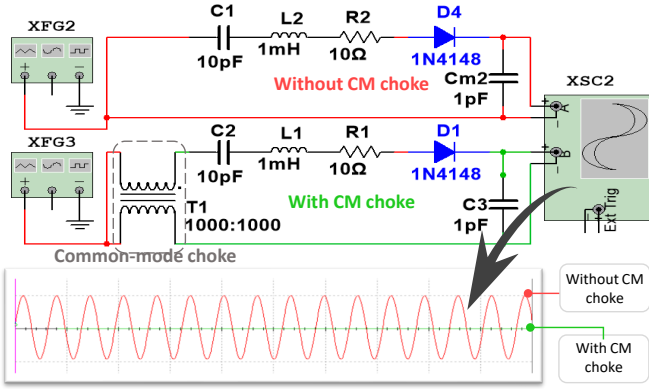 XFG2
C1
L2
R2
D4
10pF
1mH
10Ω
1N4148
Without CM choke
Cm2
1pF
XSC2
A
B
Ext Trig
XFG3
C2
L1
R1
D1
10pF
1mH
10Ω
1N4148
With CM choke
C3
1pF
T1
1000:1000
Common-mode choke
Without CM
choke
With CM
choke